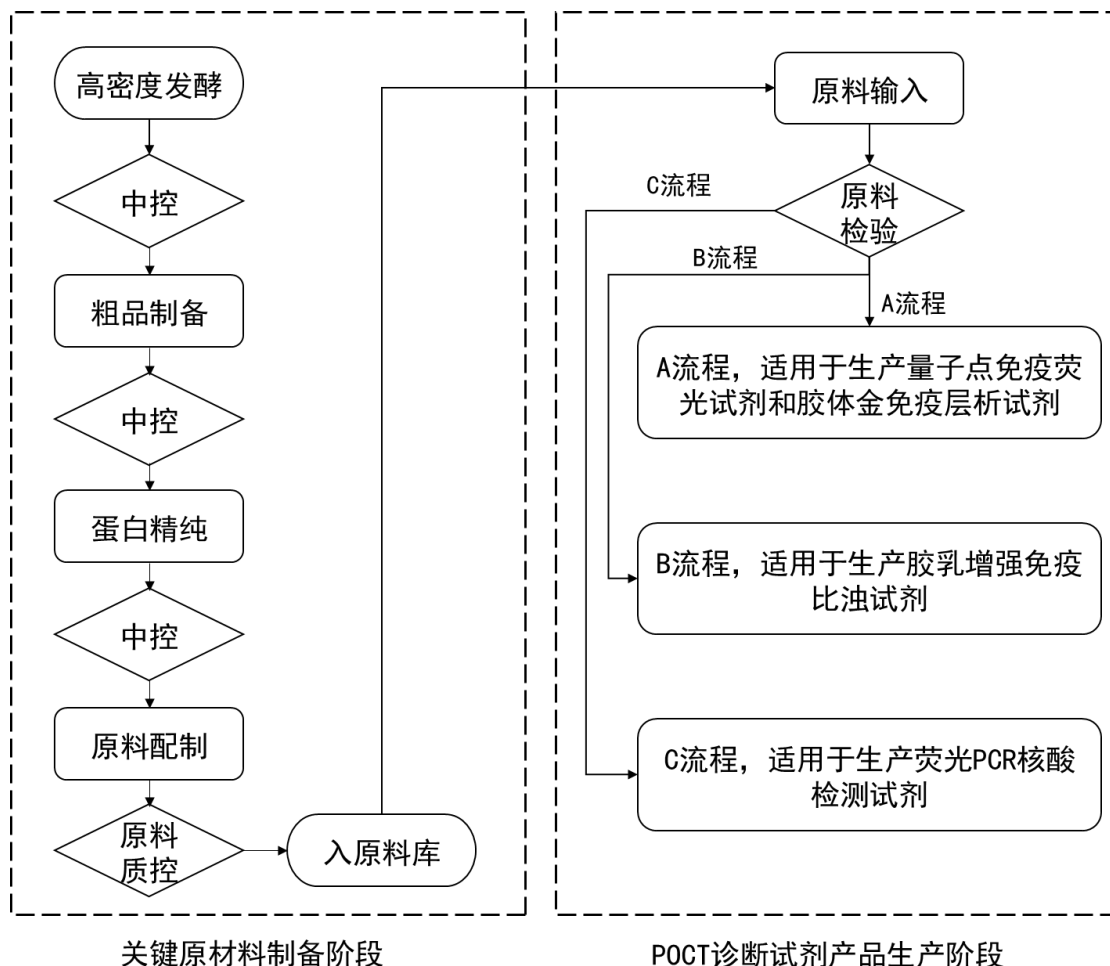 高密度发酵
中控
粗品制备
中控
蛋白精纯
中控
原料配制
原料
质控
入原料库
关键原材料制备阶段
原料输入
原料
检验
C流程
B流程
A流程
A流程，适用于生产量子点免疫荧
光试剂和胶体金免疫层析试剂
B流程，适用于生产胶乳增强免疫
比浊试剂
C流程，适用于生产荧光PCR核酸
检测试剂
POCT诊断试剂产品生产阶段